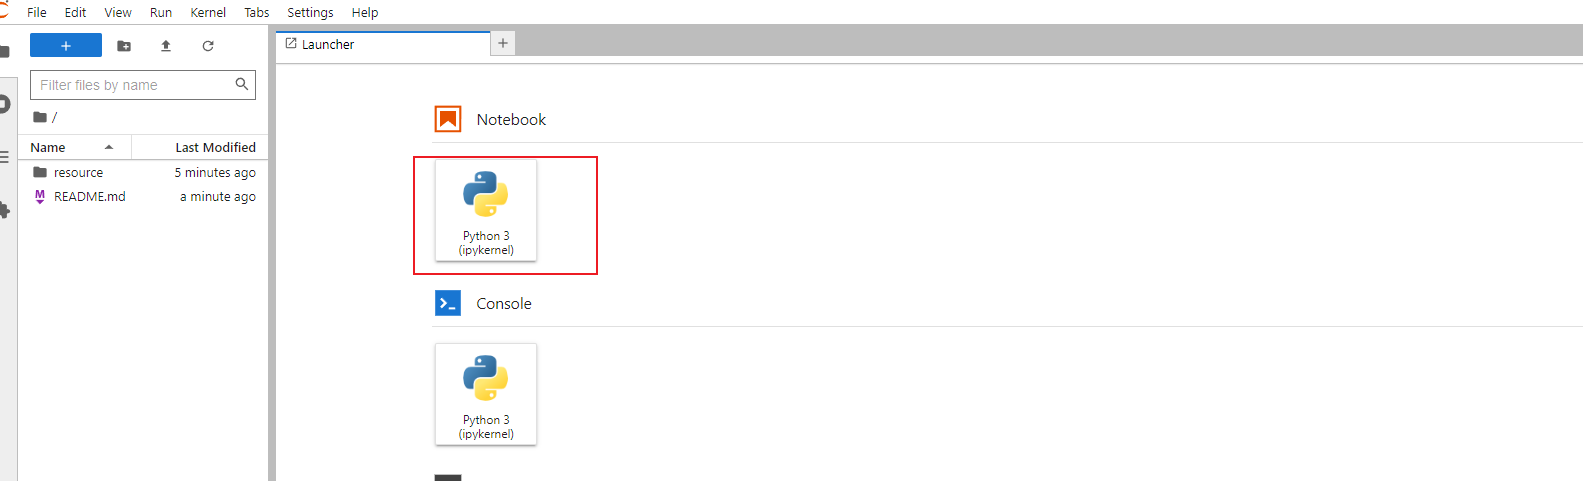 File Edit View Run Kernel Tabs Settings Help
+
Launcher
+
Filter files by name
/
Name Last Modified
resource 5 minutes ago
M README.md a minute ago
Notebook
Python 3
(ipykernel)
Console
Python 3
(ipykernel)